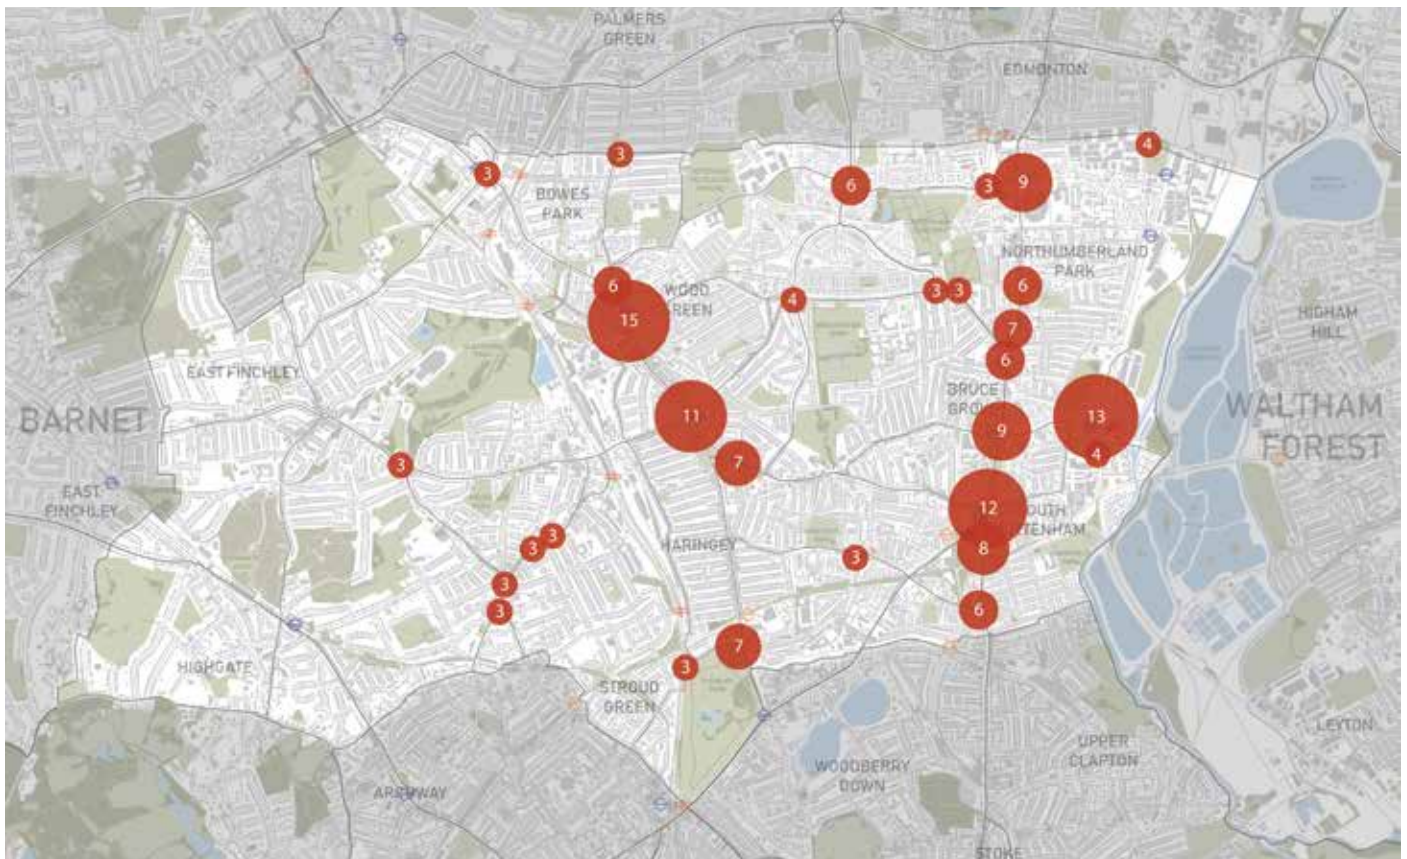 PALMERS
GREEN
EDMONTON
4
3
3
6
3
9
BOWES
PARK
NORTHUMBERLAND
PARK
6
WOOD
GREEN
6
3
3
4
15
7
HIGHAM
HILL
6
EAST FINCHLEY
BRUCE
GROVE
BARNET
11
13
WALTHAM
FOREST
9
4
3
7
EAST
FINCHLEY
12
SOUTH
TOTTENHAM
3
3
HARINGEY
8
3
3
3
6
7
HIGHGATE
3
STROUD
GREEN
LEYTON
UPPER
CLAPTON
WOODBERRY
DOWN
ARCHWAY
STOKE